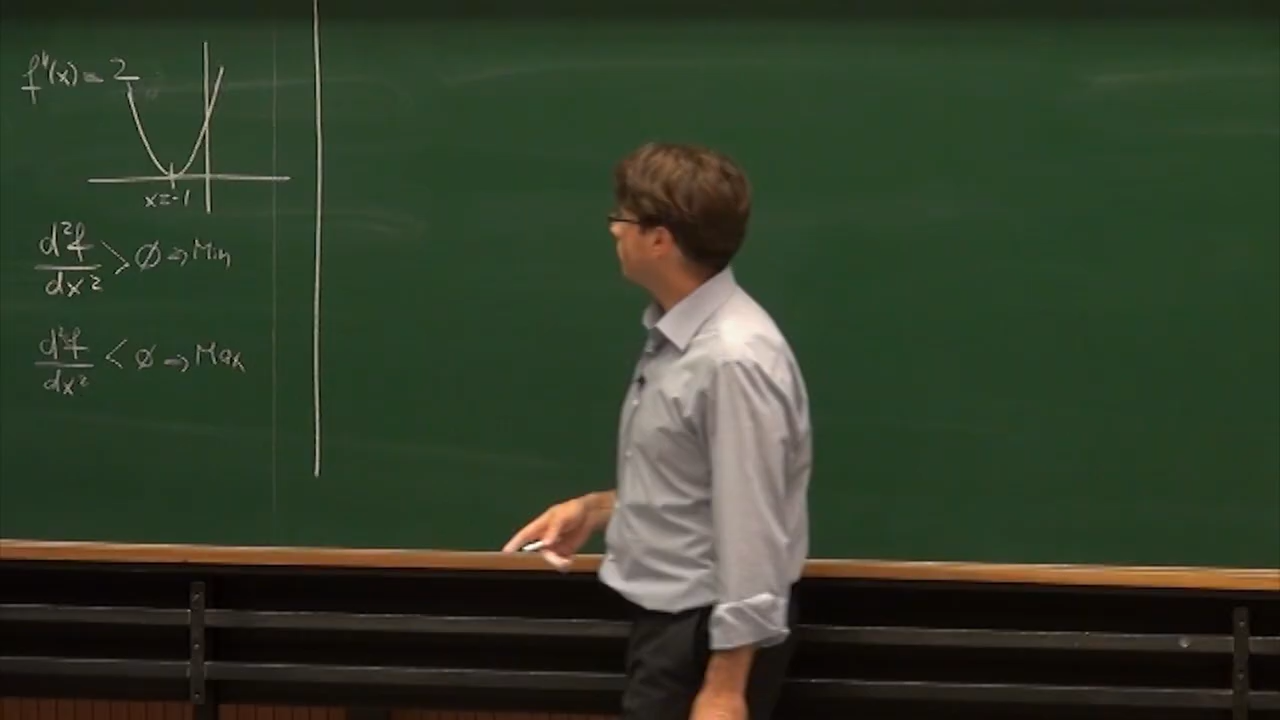 f''(x) = 2
x=-1
d²f/dx² > ∅ ⇒ Min
d²f/dx² < ∅ ⇒ Max